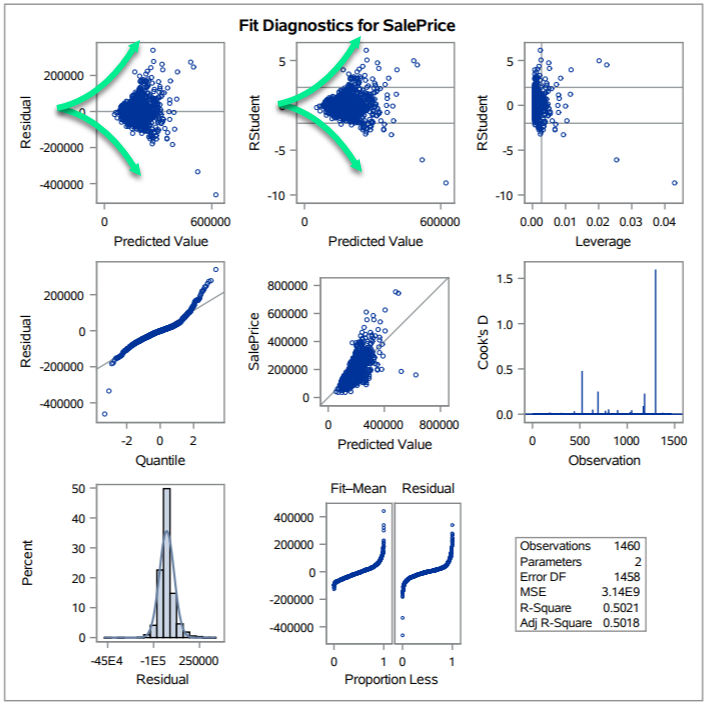 Fit Diagnostics for SalePrice
Residual
200000
0
-200000
-400000
0 600000
Predicted Value
RStudent
5
0
-5
-10
0 600000
Predicted Value
RStudent
5
0
-5
-10
0.00 0.01 0.02 0.03 0.04
Leverage
Residual
200000
0
-200000
-400000
-2 0 2
Quantile
SalePrice
800000
600000
400000
200000
0
0 400000 800000
Predicted Value
Cook's D
1.5
1.0
0.5
0.0
0 500 1000 1500
Observation
Percent
50
40
30
20
10
0
-45E4 -1E5 250000
Residual
Fit–Mean Residual
400000
200000
0
-200000
-400000
0 1 0 1
Proportion Less
Observations 1460
Parameters 2
Error DF 1458
MSE 3.14E9
R-Square 0.5021
Adj R-Square 0.5018